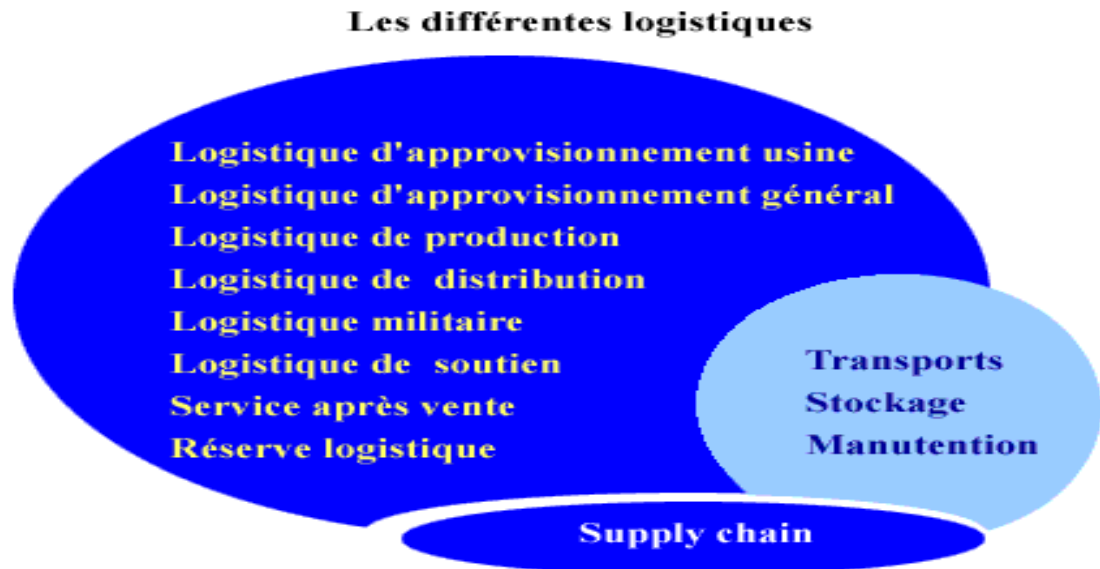 Les différentes logistiques
Logistique d'approvisionnement usine
Logistique d'approvisionnement général
Logistique de production
Logistique de distribution
Logistique militaire
Logistique de soutien
Service après vente
Réserve logistique
Transports
Stockage
Manutention
Supply chain